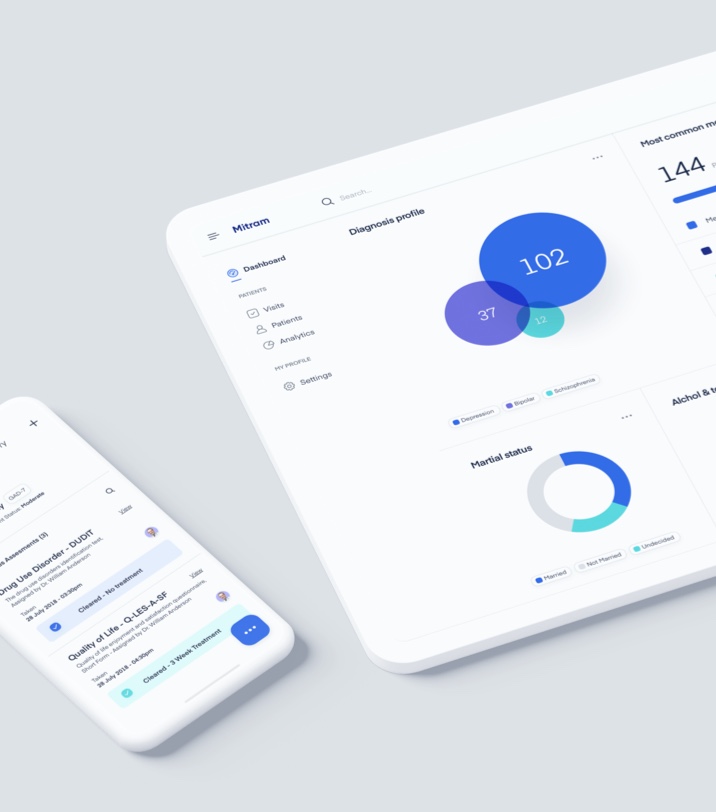 Mitram
Search...
Dashboard
PATIENTS
Visits
Patients
Analytics
MY PROFILE
Settings
Diagnosis profile
102
37
12
Depression
Bipolar
Schizophrenia
Martial status
Married
Not Married
Undecided
Most common
144
Alchol &
GAD-7
Status: Moderate
Assesments (3)
View
Drug Use Disorder - DUDIT
The drug use disorders identification test,
Assigned by Dr. William Anderson
Taken
28 July 2018 - 03:30pm
Cleared - No treatment
View
Quality of Life - Q-LES-A-SF
Quality of life enjoyment and satisfaction questionnaire,
Short Form - Assigned by Dr. William Anderson
Taken
28 July 2018 - 04:30pm
Cleared - 3 Week Treatment